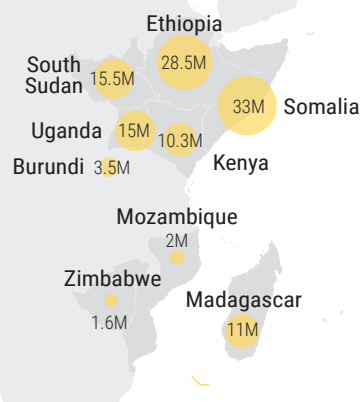 Ethiopia
28.5M
South
Sudan
15.5M
33M
Somalia
Uganda
15M
10.3M
Kenya
Burundi
3.5M
Mozambique
2M
Zimbabwe
1.6M
Madagascar
11M